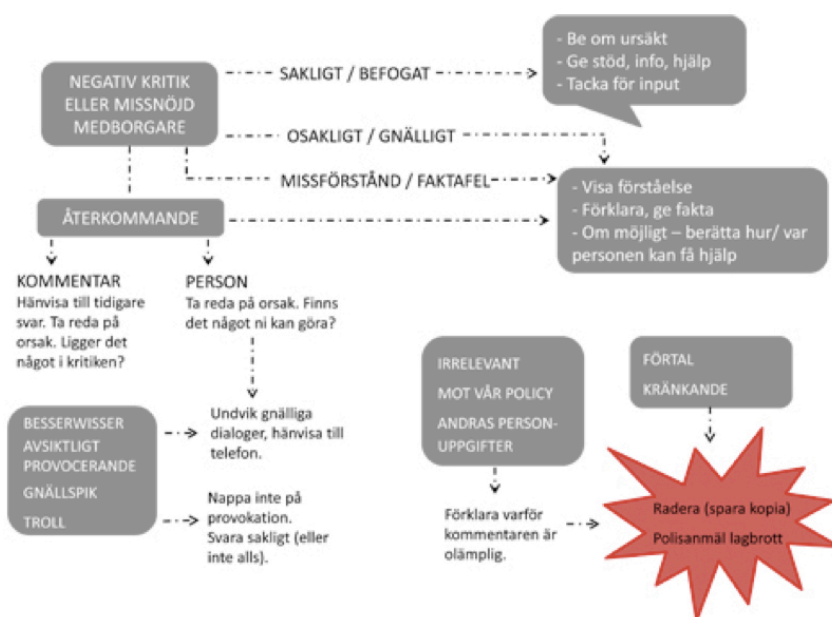 NEGATIV KRITIK
ELLER MISSNÖJD
MEDBORGARE
SAKLIGT / BEFOGAT
- Be om ursäkt
- Ge stöd, info, hjälp
- Tacka för input
OSAKLIGT / GNÄLLIGT
MISSFÖRSTÅND / FAKTAFEL
- Visa förståelse
- Förklara, ge fakta
- Om möjligt – berätta hur/ var
personen kan få hjälp
ÅTERKOMMANDE
KOMMENTAR
Hänvisa till tidigare
svar. Ta reda på
orsak. Ligger det
något i kritiken?
PERSON
Ta reda på orsak. Finns
det något ni kan göra?
BESSERWISSER
AVSIKTLIGT
PROVOCERANDE
GNÄLLSPIK
TROLL
Undvik gnälliga
dialoger, hänvisa till
telefon.
Nappa inte på
provokation.
Svara sakligt (eller
inte alls).
IRRELEVANT
MOT VÅR POLICY
ANDRAS PERSON-
UPPGIFTER
FÖRTAL
KRÄNKANDE
Förklara varför
kommentaren är
olämplig.
Radera (spara kopia)
Polisanmäl lagbrott